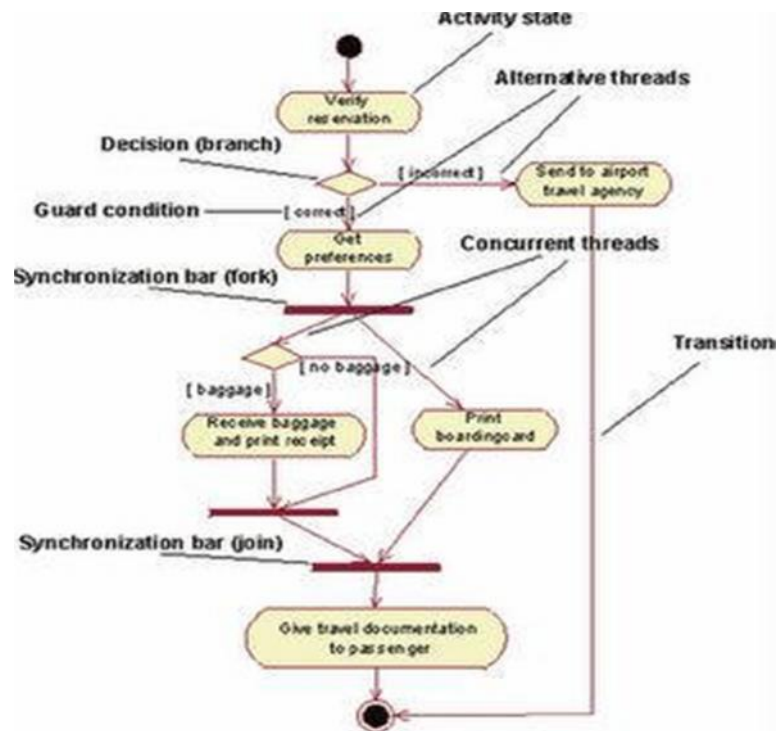 Activity state
Alternative threads
Verify
reservation
Decision (branch)
[ incorrect ]
Send to airport
travel agency
Guard condition
[ correct ]
Get
preferences
Concurrent threads
Synchronization bar (fork)
Transition
[ no baggage ]
[ baggage ]
Receive baggage
and print receipt
Print
boardingcard
Synchronization bar (join)
Give travel documentation
to passenger